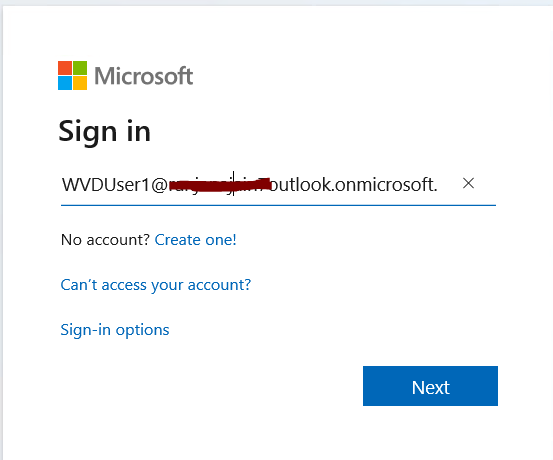 Microsoft
Sign in
WVDUser1@ outlook.onmicrosoft.
No account? Create one!
Can't access your account?
Sign-in options
Next